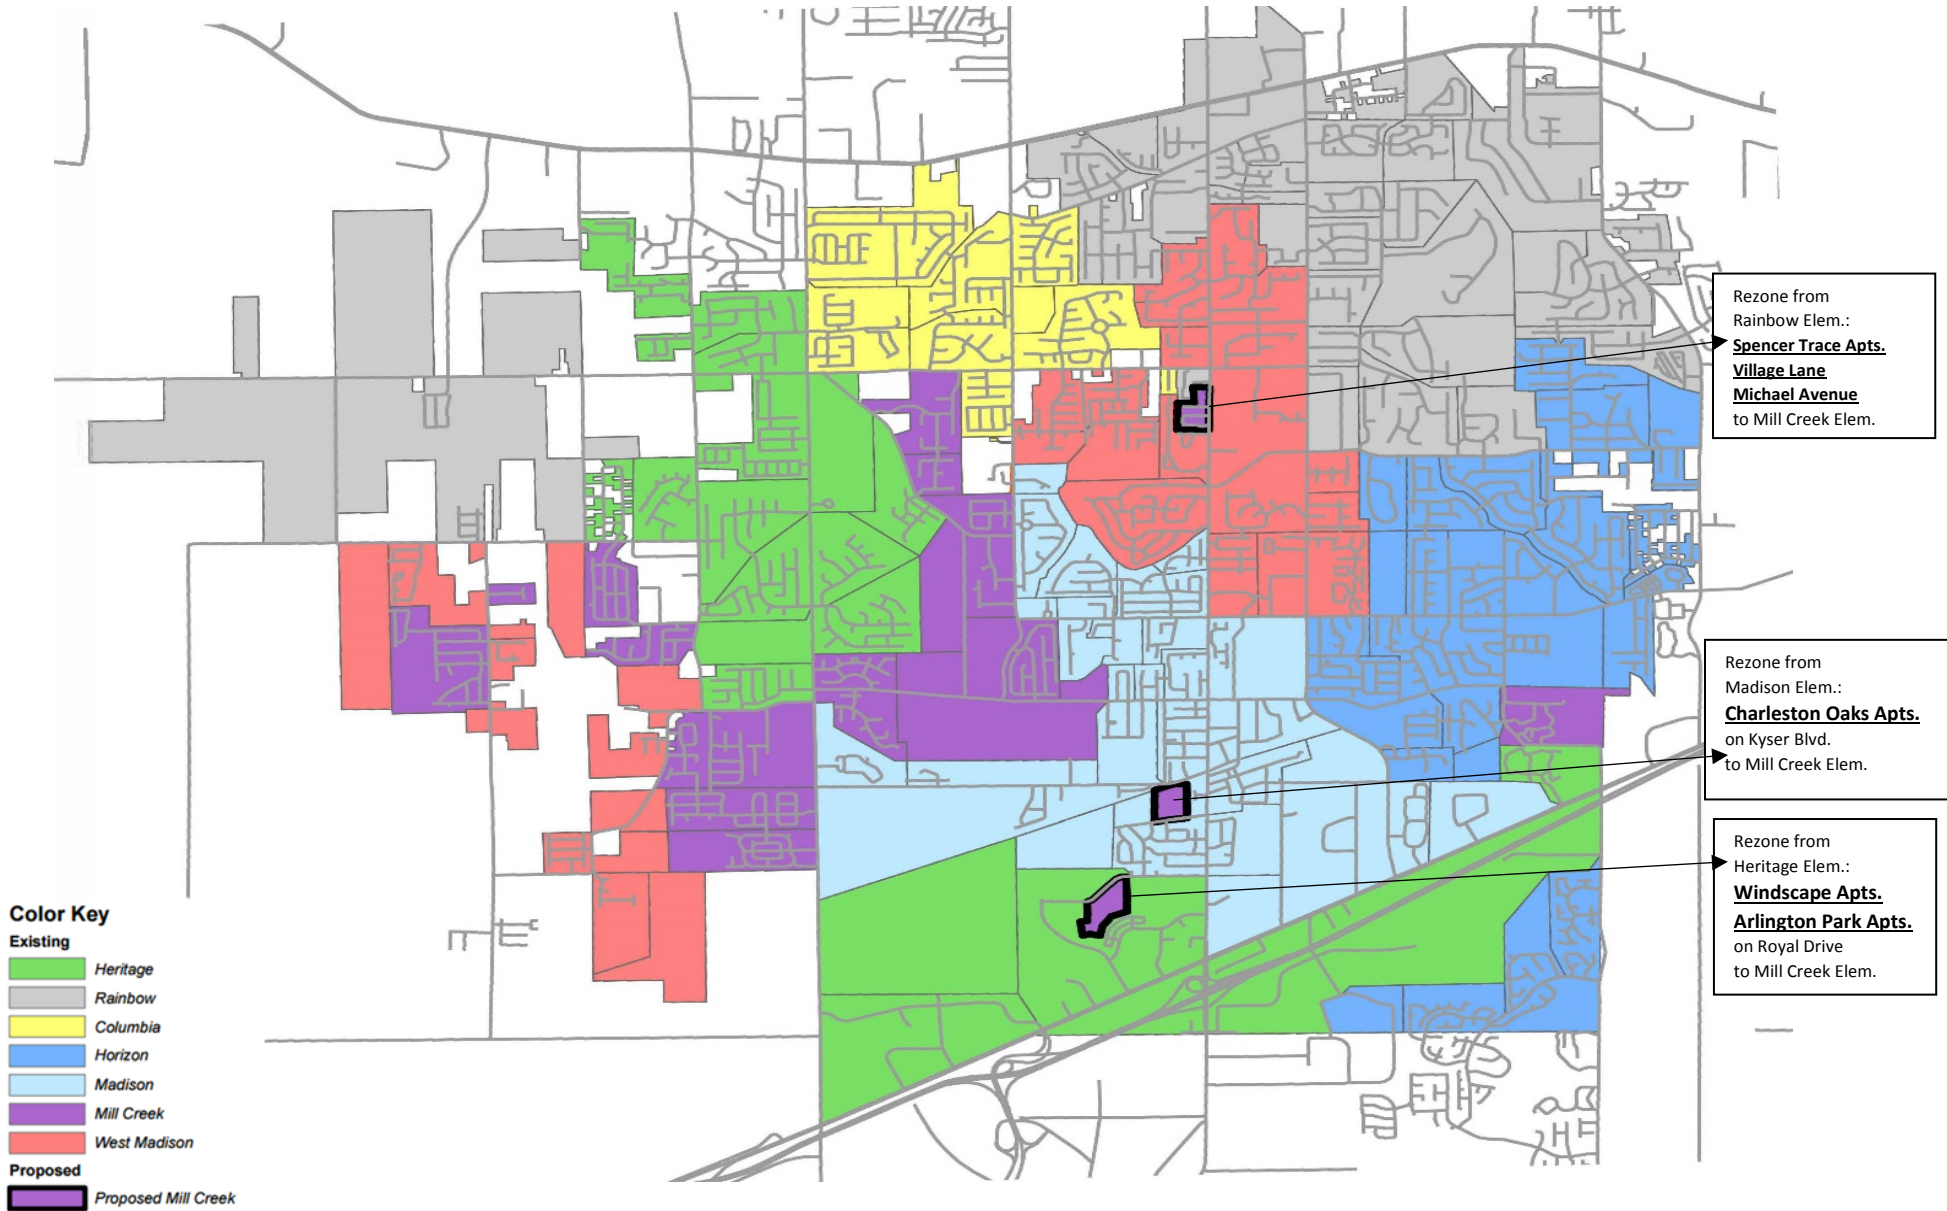 Rezone from
Rainbow Elem.:
Spencer Trace Apts.
Village Lane
Michael Avenue
to Mill Creek Elem.
Rezone from
Madison Elem.:
Charleston Oaks Apts.
on Kyser Blvd.
to Mill Creek Elem.
Rezone from
Heritage Elem.:
Windscape Apts.
Arlington Park Apts.
on Royal Drive
to Mill Creek Elem.
Color Key
Existing
Heritage
Rainbow
Columbia
Horizon
Madison
Mill Creek
West Madison
Proposed
Proposed Mill Creek